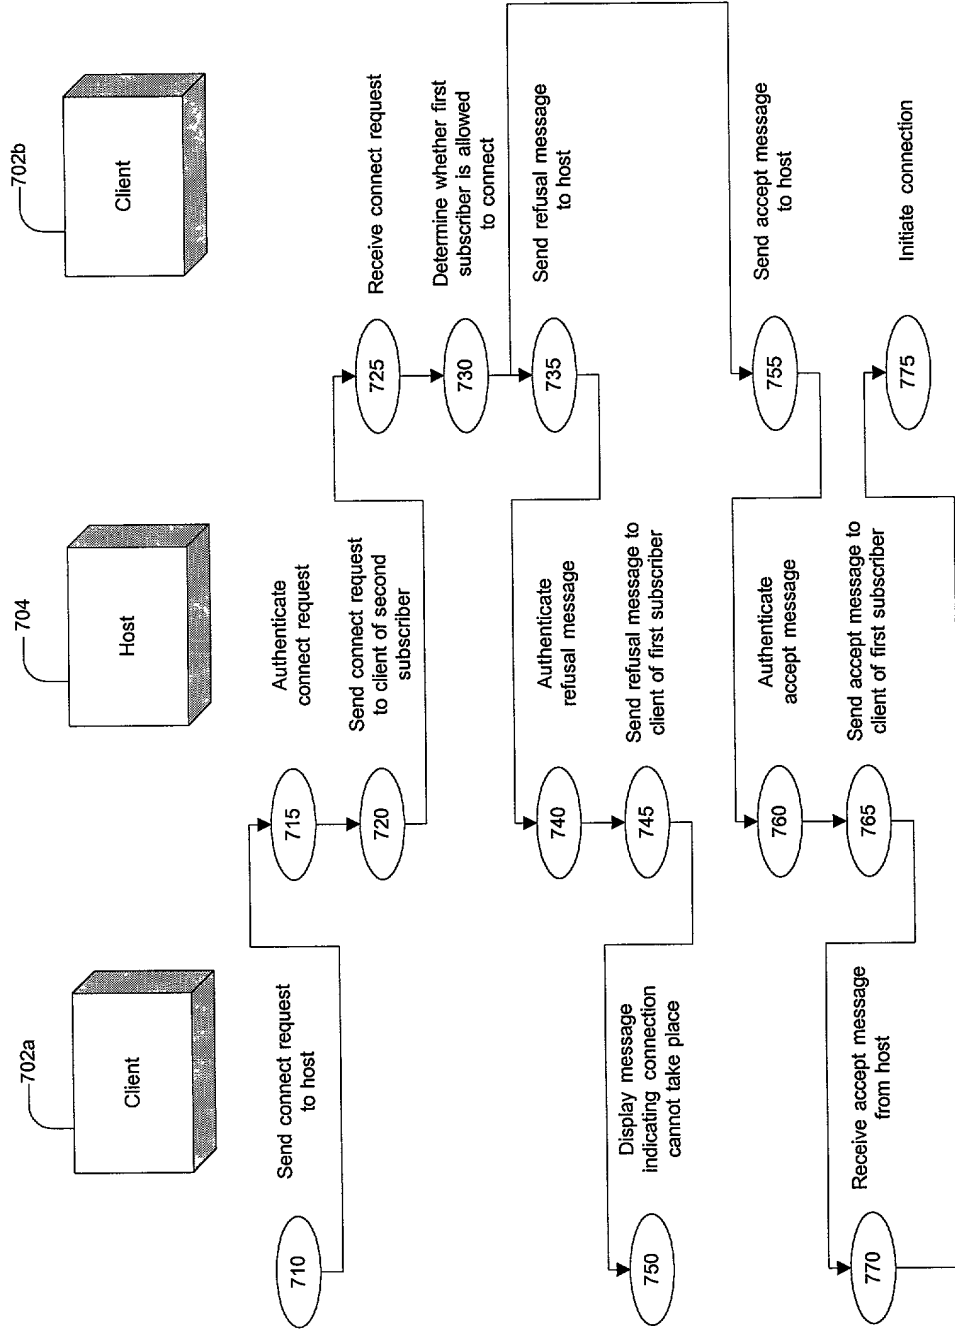 702a
Client
704
Host
702b
Client
710
Send connect request
to host
715
Authenticate
connect request
720
Send connect request
to client of second
subscriber
725
Receive connect request
730
Determine whether first
subscriber is allowed
to connect
735
Send refusal message
to host
740
Authenticate
refusal message
745
Send refusal message to
client of first subscriber
750
Display message
indicating connection
cannot take place
755
Send accept message
to host
760
Authenticate
accept message
765
Send accept message to
client of first subscriber
770
Receive accept message
from host
775
Initiate connection